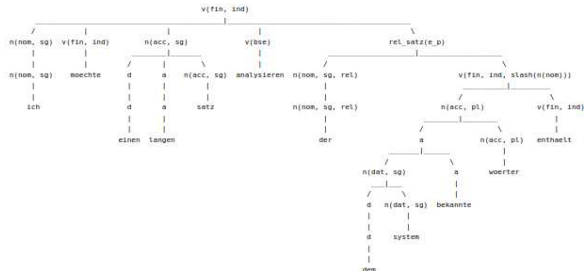 v(fin, ind)
n(nom, sg) v(fin, ind) n(acc, sg) v(bse) rel_satz(e_p)
n(nom, sg) moechte d a n(acc, sg) analysieren n(nom, sg, rel) v(fin, ind, slash(n(nom)))
ich d a satz n(nom, sg, rel) n(acc, pl) v(fin, ind)
einen langen der a n(acc, pl) enthaelt
n(dat, sg) a woerter
d n(dat, sg) bekannte
d system
dem